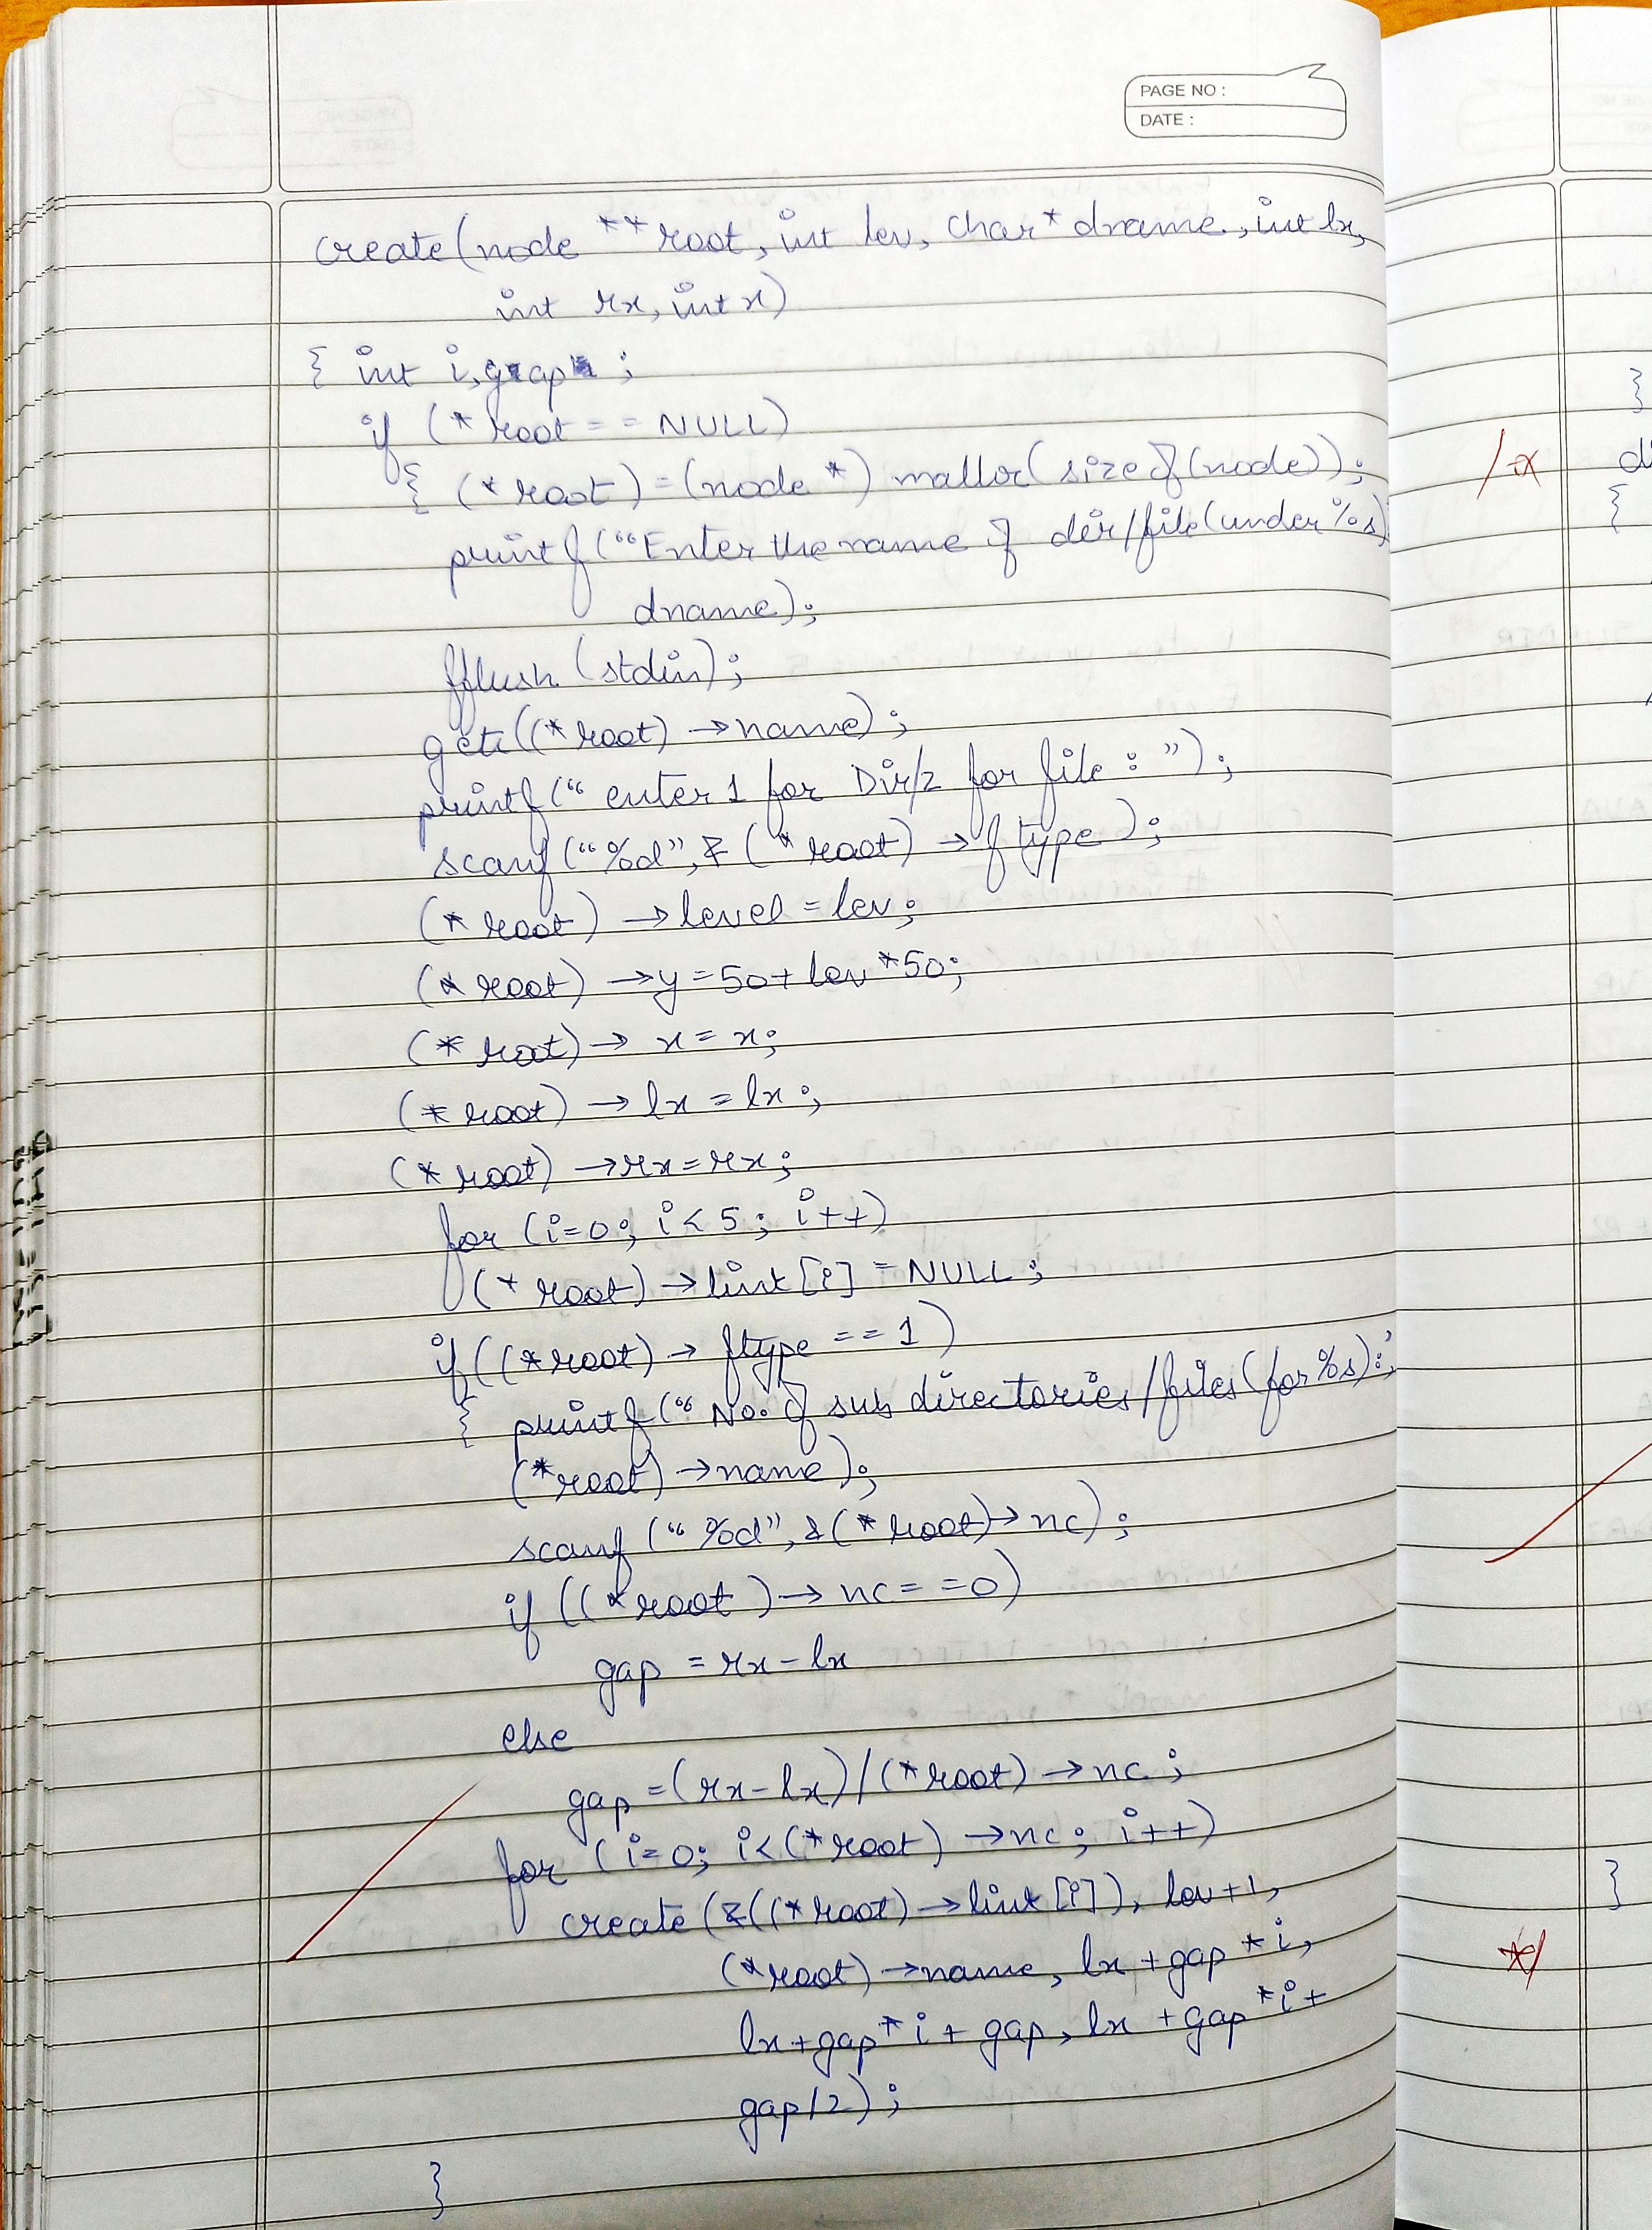 PAGE NO :
DATE :
create(node **root, int lev, char* dname, int lx,
int rx, int x)
{ int i, gap ;
if (*root == NULL)
{ (*root) = (node *) malloc(sizeof(node));
printf("Enter the name of dir/file(under %s)
dname);
fflush (stdin);
gets((*root) →name);
printf(" enter 1 for Dir/2 for file : ");
scanf("%d", & (*root) → ftype);
(*root) →level = lev;
(*root) →y=50+lev*50;
(*root) → x = x;
(*root) → lx = lx;
(*root) →rx=rx;
for (i=0; i<5; i++)
(*root) →link[i] = NULL;
if((*root) → ftype == 1)
{ printf("No. of sub directories/files(for %s):",
(*root) →name);
scanf ("%d", &(*root)→ nc);
if ((*root) → nc==0)
gap = rx-lx
else
gap =(rx-lx)/(*root) →nc ;
for (i=0; i<(*root) →nc; i++)
create (&((*root)→link[i]), lev+1,
(*root) →name, lx+gap *i,
lx+gap*i+gap, lx+gap*i+
gap/2);
}
}
{
}